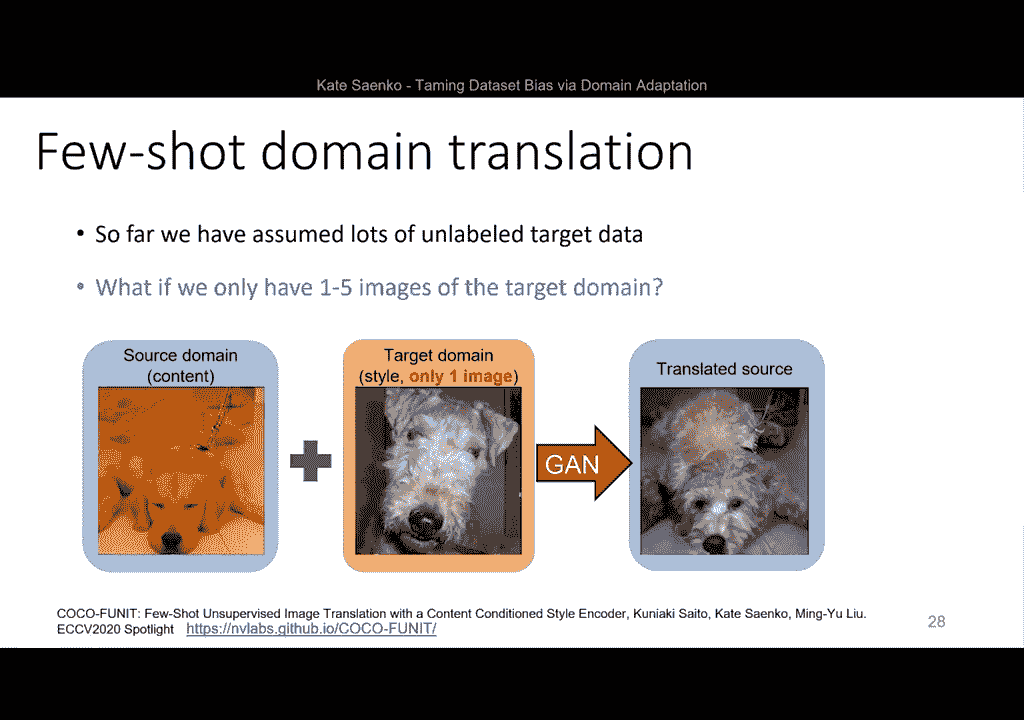 Kate Saenko - Taming Dataset Bias via Domain Adaptation
Few-shot domain translation
• So far we have assumed lots of unlabeled target data
• What if we only have 1-5 images of the target domain?
Source domain
(content)
Target domain
(style, only 1 image)
GAN
Translated source
COCO-FUNIT: Few-Shot Unsupervised Image Translation with a Content Conditioned Style Encoder, Kuniaki Saito, Kate Saenko, Ming-Yu Liu.
ECCV2020 Spotlight https://nvlabs.github.io/COCO-FUNIT/
28